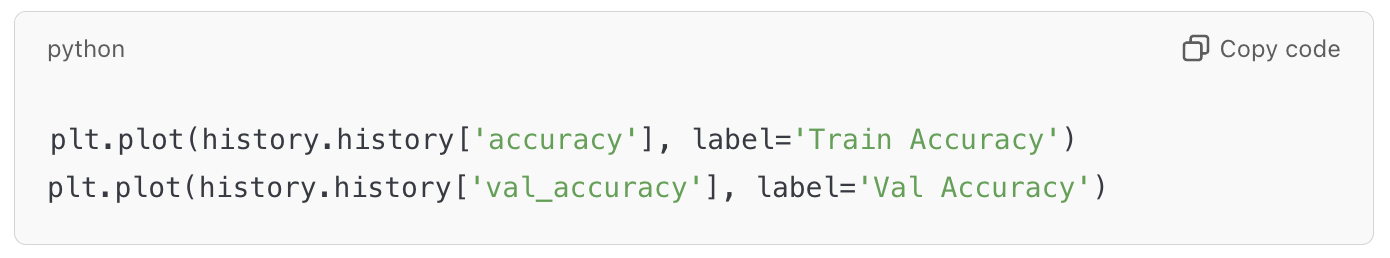 python
Copy code
plt.plot(history.history['accuracy'], label='Train Accuracy')
plt.plot(history.history['val_accuracy'], label='Val Accuracy')